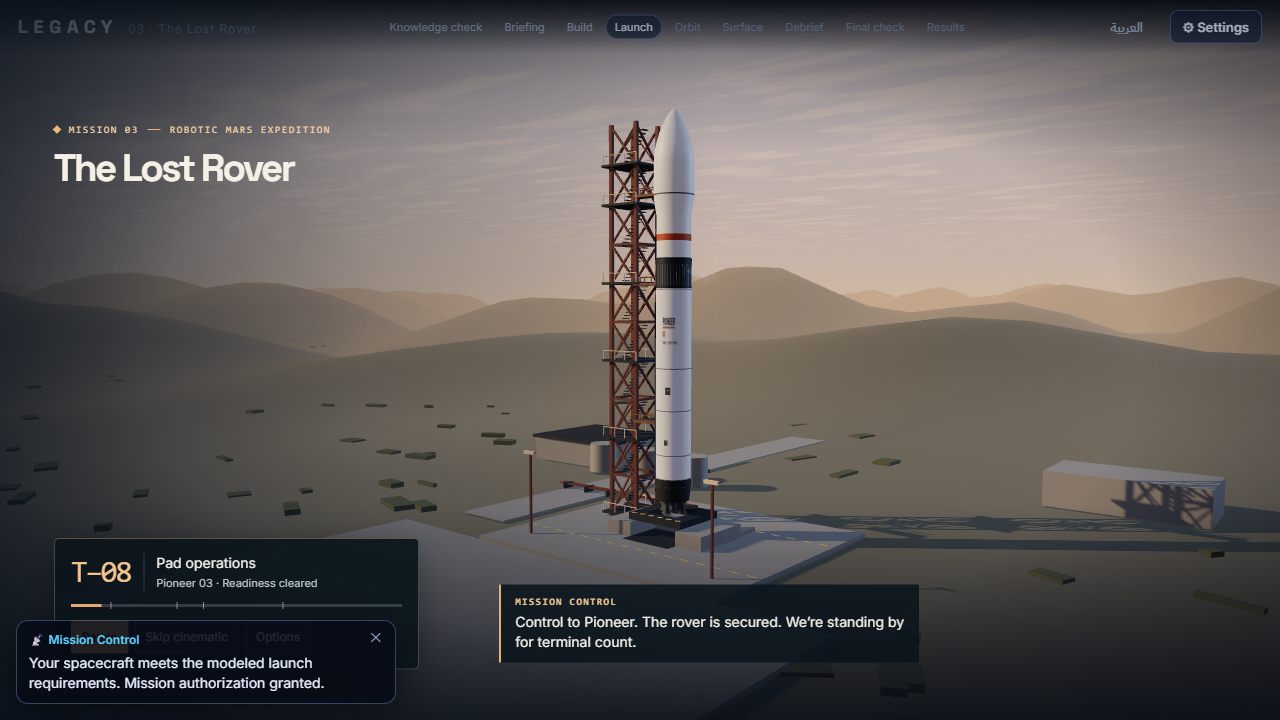 LEGACY 03 · The Lost Rover
Knowledge check Briefing Build Launch Orbit Surface Debrief Final check Results
العربية
⚙ Settings
◆ MISSION 03 — ROBOTIC MARS EXPEDITION
The Lost Rover
PIONEER
T–08
Pad operations
Pioneer 03 · Readiness cleared
Skip cinematic Options
Mission Control
Your spacecraft meets the modeled launch
requirements. Mission authorization granted.
MISSION CONTROL
Control to Pioneer. The rover is secured. We’re standing by
for terminal count.